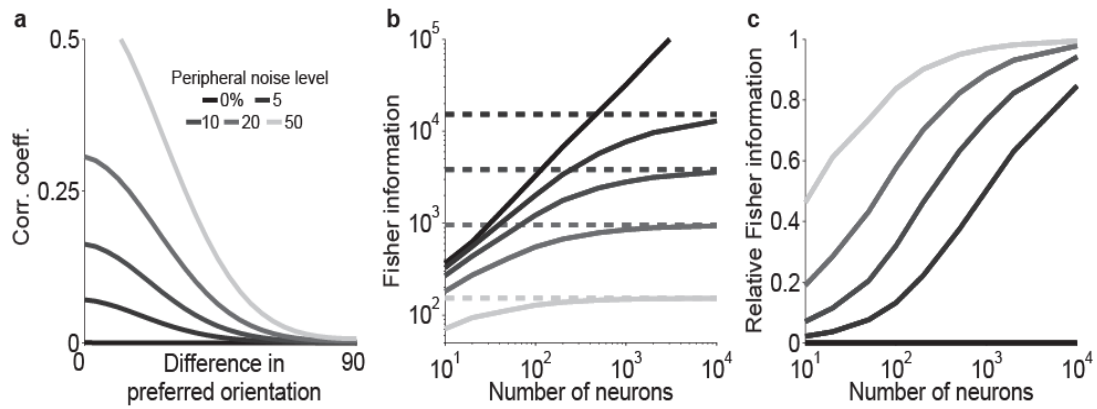 a
0.5
0.25
0
Corr. coeff.
Peripheral noise level
0% 5
10 20 50
0 90
Difference in
preferred orientation
b
10^5
10^4
10^3
10^2
Fisher information
10^1 10^2 10^3 10^4
Number of neurons
c
1
0.8
0.6
0.4
0.2
0
Relative Fisher information
10^1 10^2 10^3 10^4
Number of neurons